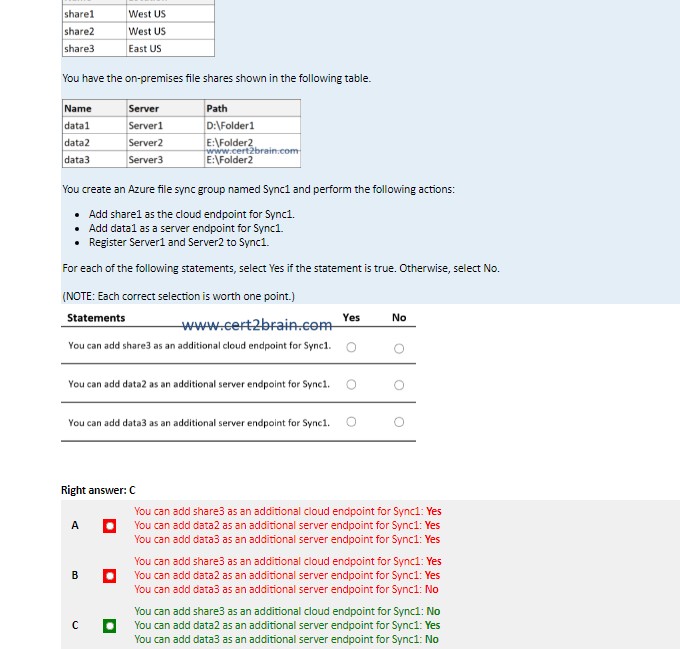 share1 West US
share2 West US
share3 East US
You have the on-premises file shares shown in the following table.
Name Server Path
data1 Server1 D:\Folder1
data2 Server2 E:\Folder2
www.cert2brain.com
data3 Server3 E:\Folder2
You create an Azure file sync group named Sync1 and perform the following actions:
• Add share1 as the cloud endpoint for Sync1.
• Add data1 as a server endpoint for Sync1.
• Register Server1 and Server2 to Sync1.
For each of the following statements, select Yes if the statement is true. Otherwise, select No.
(NOTE: Each correct selection is worth one point.)
Statements Yes No
www.cert2brain.com
You can add share3 as an additional cloud endpoint for Sync1.
You can add data2 as an additional server endpoint for Sync1.
You can add data3 as an additional server endpoint for Sync1.
Right answer: C
You can add share3 as an additional cloud endpoint for Sync1: Yes
A You can add data2 as an additional server endpoint for Sync1: Yes
You can add data3 as an additional server endpoint for Sync1: Yes
You can add share3 as an additional cloud endpoint for Sync1: Yes
B You can add data2 as an additional server endpoint for Sync1: Yes
You can add data3 as an additional server endpoint for Sync1: No
You can add share3 as an additional cloud endpoint for Sync1: No
C You can add data2 as an additional server endpoint for Sync1: Yes
You can add data3 as an additional server endpoint for Sync1: No